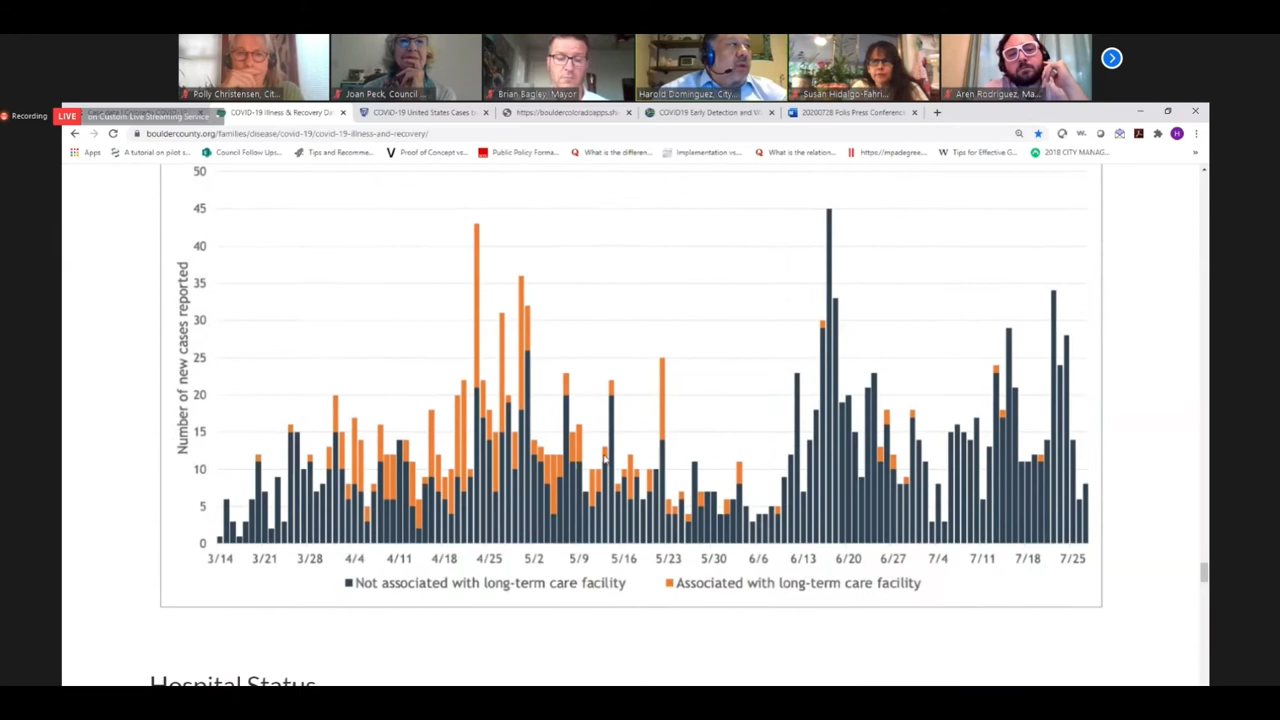 Polly Christensen, Cit...
Joan Peck, Council ...
Brian Bagley, Mayor
Harold Dominguez, City...
Susan Hidalgo-Fahri...
Aren Rodriguez, Ma...
Recording
LIVE
on Custom Live Streaming Service
COVID-19 Illness & Recovery Da
COVID-19 United States Cases b
https://bouldercoloradoapps.sh
COVID19 Early Detection and W
20200728 Polis Press Conference
bouldercounty.org/families/disease/covid-19/covid-19-illness-and-recovery/
H
Apps
A tutorial on pilot s...
Council Follow Ups...
Tips and Recomme...
Proof of Concept vs...
Public Policy Forma...
What is the differen...
Implementation vs...
What is the relation...
https://mpadegree...
Tips for Effective G...
2018 CITY MANAG...
50
45
40
35
30
25
20
15
10
5
0
Number of new cases reported
3/14 3/21 3/28 4/4 4/11 4/18 4/25 5/2 5/9 5/16 5/23 5/30 6/6 6/13 6/20 6/27 7/4 7/11 7/18 7/25
Not associated with long-term care facility
Associated with long-term care facility
Hospital Status